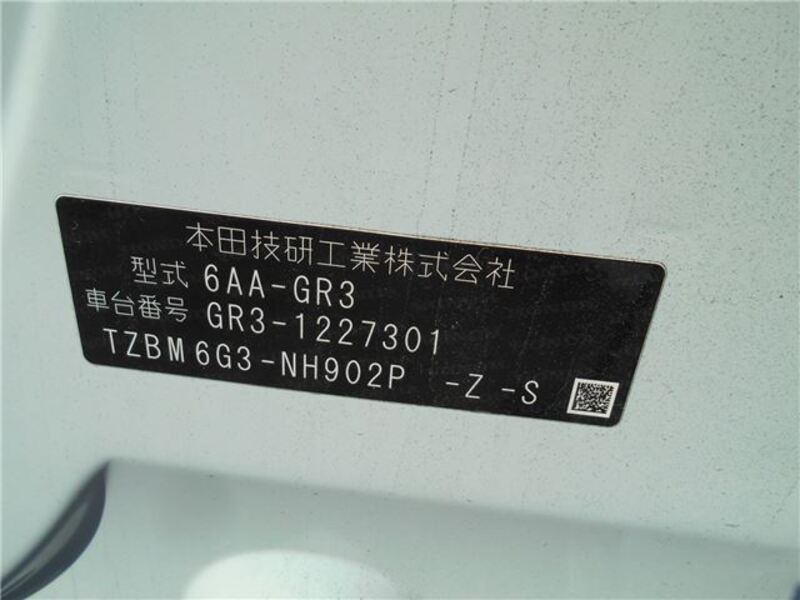 本田技研工業株式会社
型式 6AA-GR3
車台番号 GR3-1227301
TZBM6G3-NH902P -Z -S